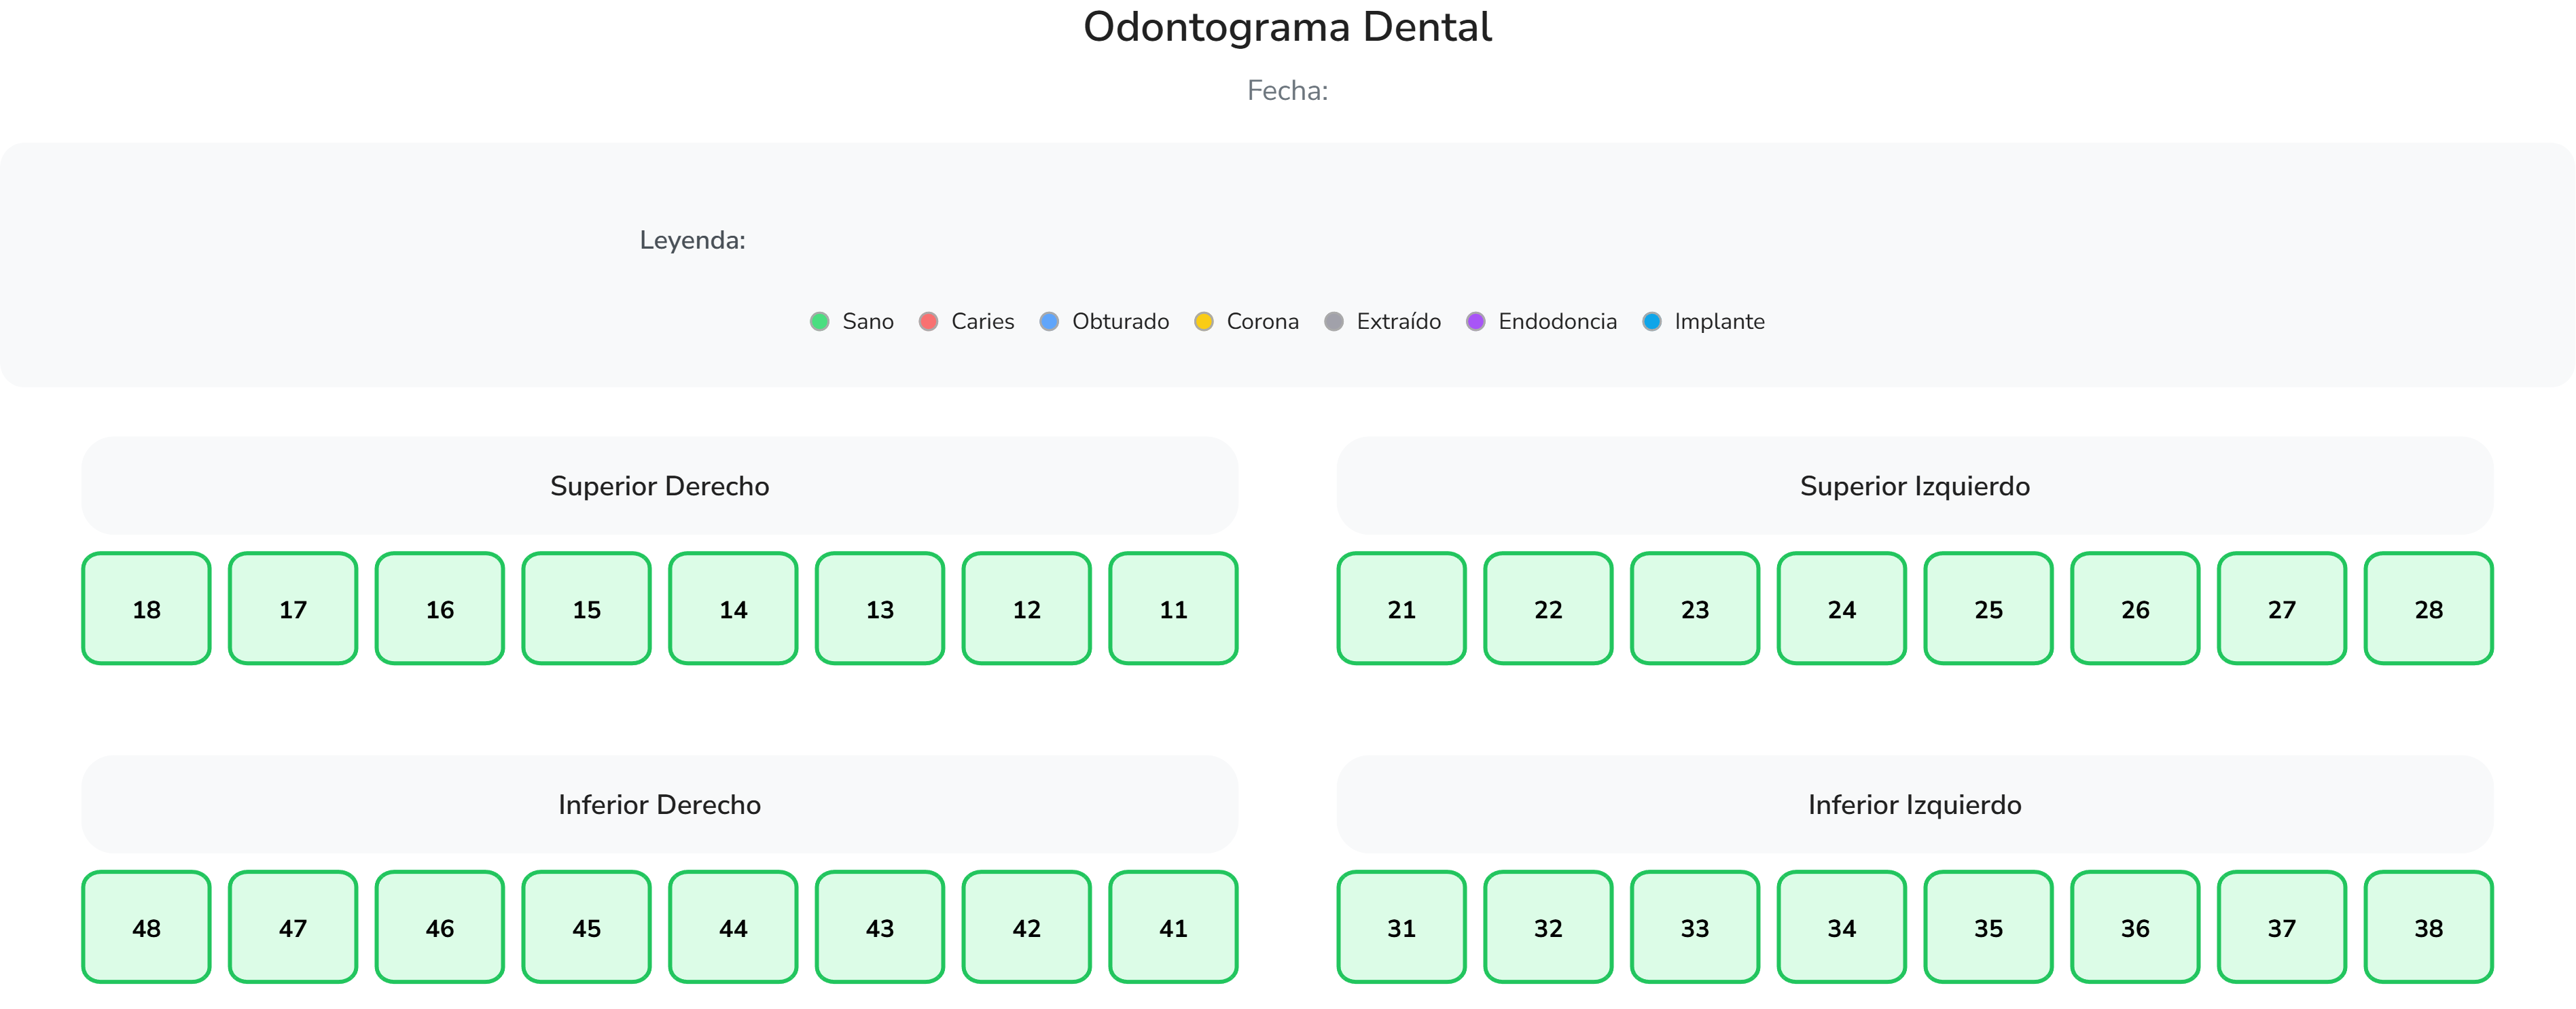 Odontograma Dental
Fecha:
Leyenda:
Sano Caries Obturado Corona Extraído Endodoncia Implante
Superior Derecho
18 17 16 15 14 13 12 11
Superior Izquierdo
21 22 23 24 25 26 27 28
Inferior Derecho
48 47 46 45 44 43 42 41
Inferior Izquierdo
31 32 33 34 35 36 37 38